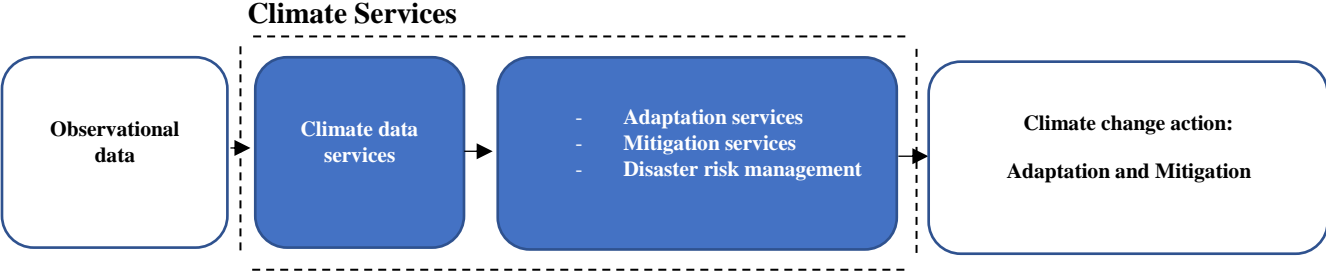 Climate Services
Observational
data
Climate data
services
- Adaptation services
- Mitigation services
- Disaster risk management
Climate change action:
Adaptation and Mitigation